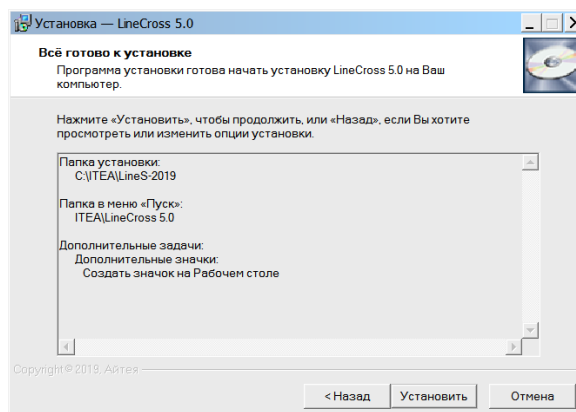 Установка — LineCross 5.0
Всё готово к установке
Программа установки готова начать установку LineCross 5.0 на Ваш
компьютер.
Нажмите «Установить», чтобы продолжить, или «Назад», если Вы хотите
просмотреть или изменить опции установки.
Папка установки:
C:\ITEA\LineS-2019
Папка в меню «Пуск»:
ITEA\LineCross 5.0
Дополнительные задачи:
Дополнительные значки:
Создать значок на Рабочем столе
Copyright © 2019, Айтея
< Назад
Установить
Отмена